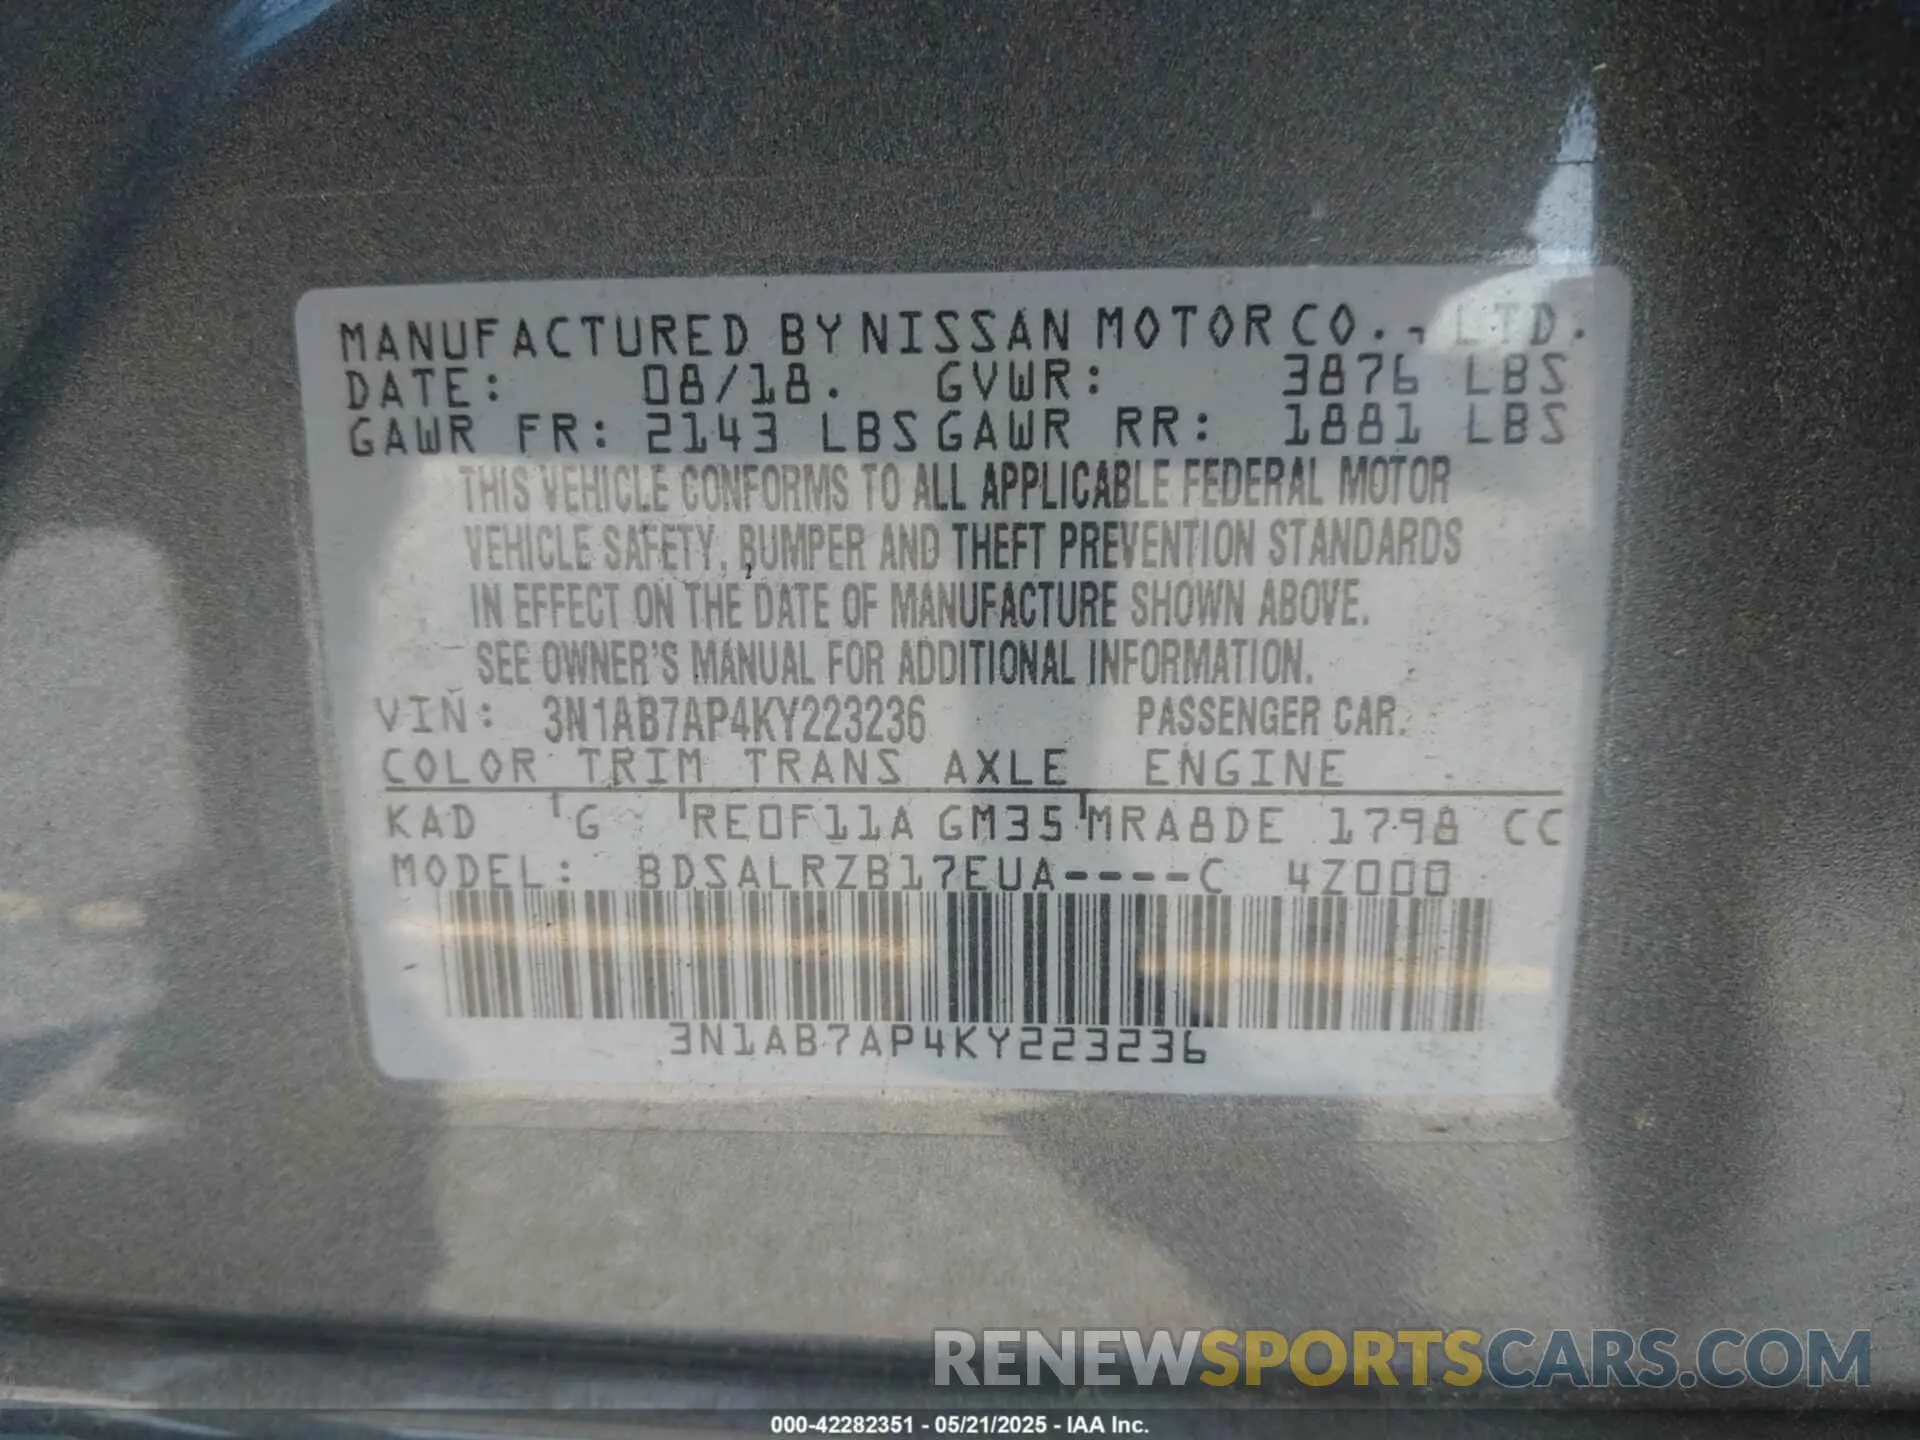 MANUFACTURED BY NISSAN MOTOR CO., LTD.
DATE: 08/18. GVWR: 3876 LBS
GAWR FR: 2143 LBS GAWR RR: 1881 LBS
THIS VEHICLE CONFORMS TO ALL APPLICABLE FEDERAL MOTOR
VEHICLE SAFETY, BUMPER AND THEFT PREVENTION STANDARDS
IN EFFECT ON THE DATE OF MANUFACTURE SHOWN ABOVE.
SEE OWNER'S MANUAL FOR ADDITIONAL INFORMATION.
VIN: 3N1AB7AP4KY223236 PASSENGER CAR.
COLOR TRIM TRANS AXLE ENGINE
KAD G RE0F11A GM35 MRA8DE 1798 CC
MODEL: BDSALRZB17EUA----C 4Z000
3N1AB7AP4KY223236
RENEWSPORTSCARS.COM
000-42282351 - 05/21/2025 - IAA Inc.